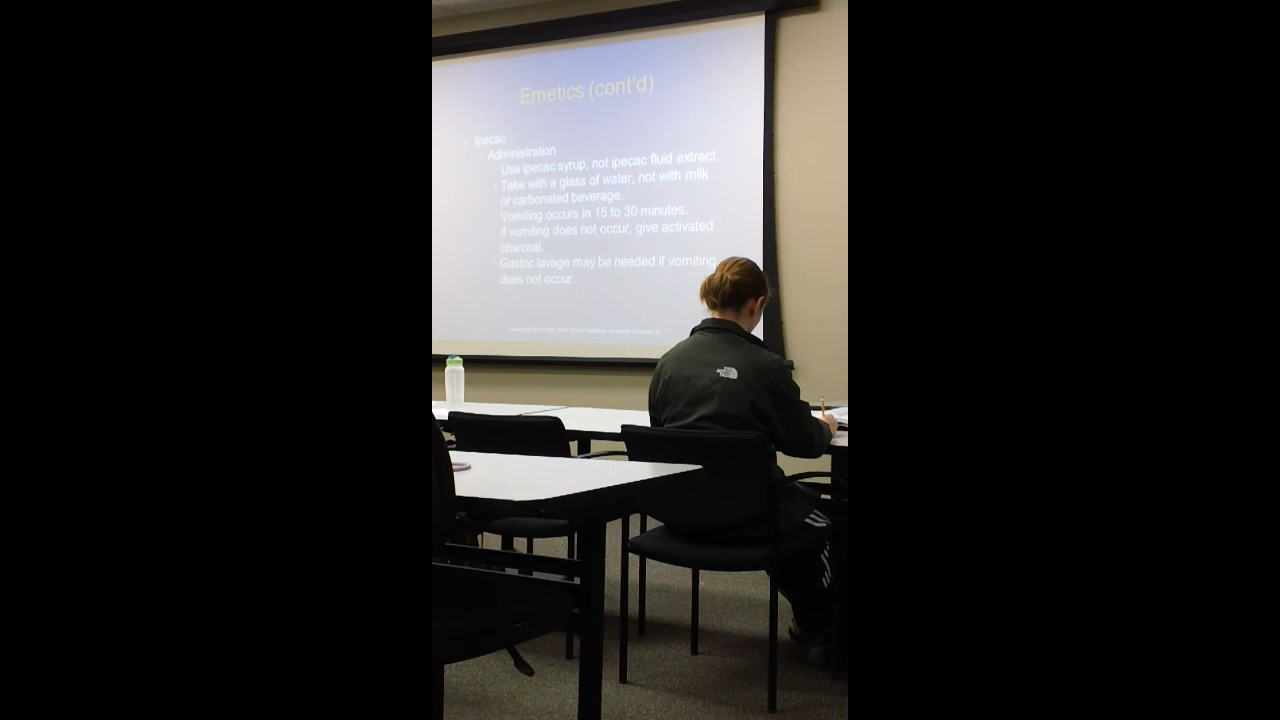 Emetics (cont'd)
Ipecac
Administration
Use ipecac syrup, not ipecac fluid extract.
Take with a glass of water, not with milk
or carbonated beverage.
Vomiting occurs in 15 to 30 minutes.
If vomiting does not occur, give activated
charcoal.
Gastric lavage may be needed if vomiting
does not occur.